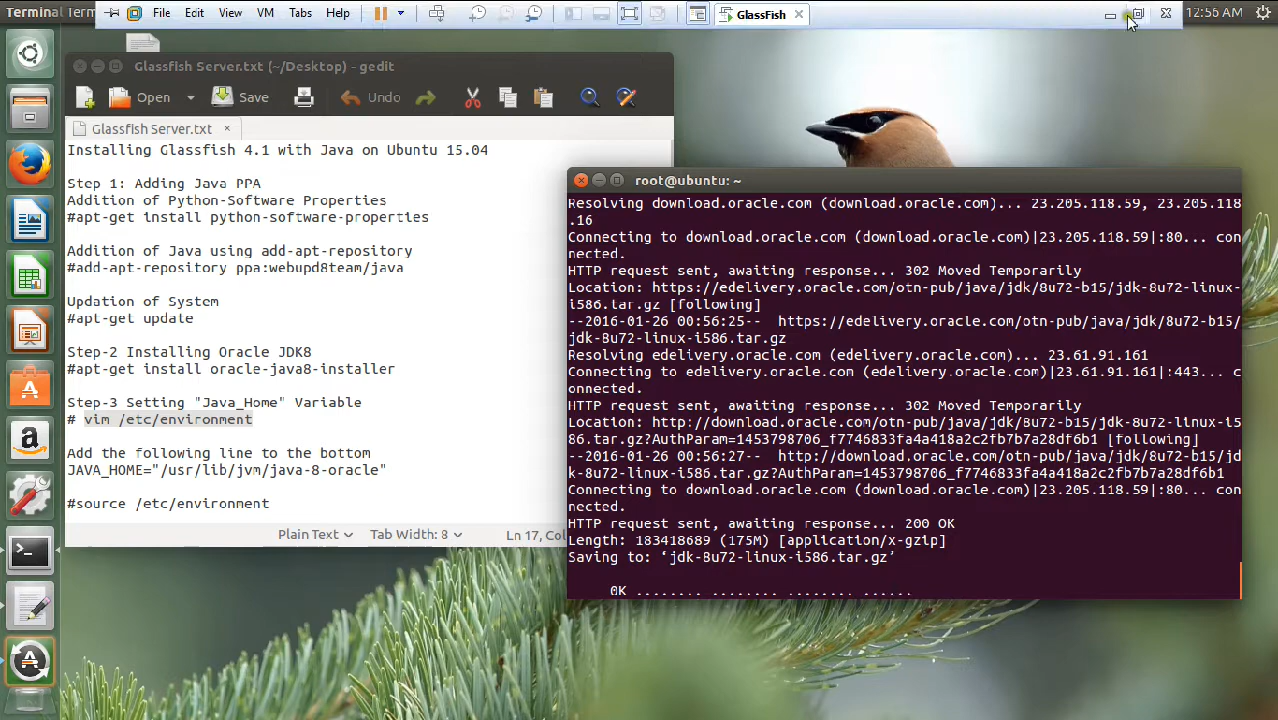 Terminal Term
File Edit View VM Tabs Help
GlassFish
12:56 AM
Glassfish Server.txt (~/Desktop) - gedit
Open Save Undo
Glassfish Server.txt
Installing Glassfish 4.1 with Java on Ubuntu 15.04
Step 1: Adding Java PPA
Addition of Python-Software Properties
#apt-get install python-software-properties
Addition of Java using add-apt-repository
#add-apt-repository ppa:webupd8team/java
Updation of System
#apt-get update
Step-2 Installing Oracle JDK8
#apt-get install oracle-java8-installer
Step-3 Setting "Java_Home" Variable
# vim /etc/environment
Add the following line to the bottom
JAVA_HOME="/usr/lib/jvm/java-8-oracle"
#source /etc/environment
Plain Text Tab Width: 8 Ln 17, Col
root@ubuntu: ~
Resolving download.oracle.com (download.oracle.com)... 23.205.118.59, 23.205.118
.16
Connecting to download.oracle.com (download.oracle.com)|23.205.118.59|:80... con
nected.
HTTP request sent, awaiting response... 302 Moved Temporarily
Location: https://edelivery.oracle.com/otn-pub/java/jdk/8u72-b15/jdk-8u72-linux-
i586.tar.gz [following]
--2016-01-26 00:56:25-- https://edelivery.oracle.com/otn-pub/java/jdk/8u72-b15/
jdk-8u72-linux-i586.tar.gz
Resolving edelivery.oracle.com (edelivery.oracle.com)... 23.61.91.161
Connecting to edelivery.oracle.com (edelivery.oracle.com)|23.61.91.161|:443... c
onnected.
HTTP request sent, awaiting response... 302 Moved Temporarily
Location: http://download.oracle.com/otn-pub/java/jdk/8u72-b15/jdk-8u72-linux-i5
86.tar.gz?AuthParam=1453798706_f7746833fa4a418a2c2fb7b7a28df6b1 [following]
--2016-01-26 00:56:27-- http://download.oracle.com/otn-pub/java/jdk/8u72-b15/jd
k-8u72-linux-i586.tar.gz?AuthParam=1453798706_f7746833fa4a418a2c2fb7b7a28df6b1
Connecting to download.oracle.com (download.oracle.com)|23.205.118.59|:80... con
nected.
HTTP request sent, awaiting response... 200 OK
Length: 183418689 (175M) [application/x-gzip]
Saving to: ‘jdk-8u72-linux-i586.tar.gz’
0K ........ ........ ........ ......